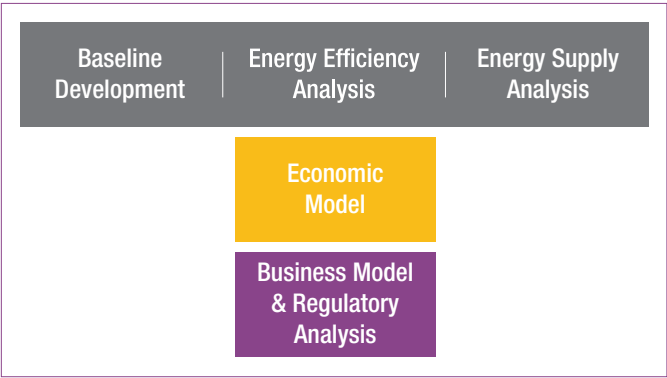 Baseline
Development
Energy Efficiency
Analysis
Energy Supply
Analysis
Economic
Model
Business Model
& Regulatory
Analysis